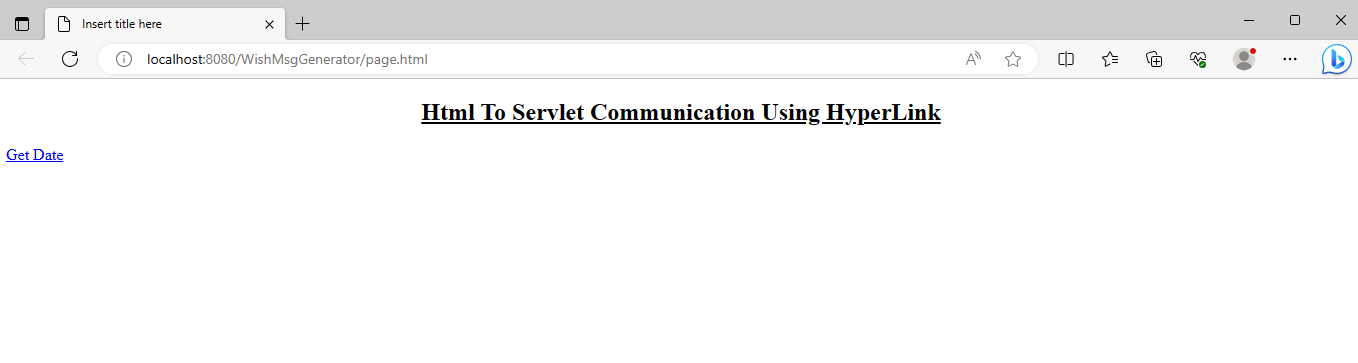 Insert title here
localhost:8080/WishMsgGenerator/page.html
Html To Servlet Communication Using HyperLink
Get Date